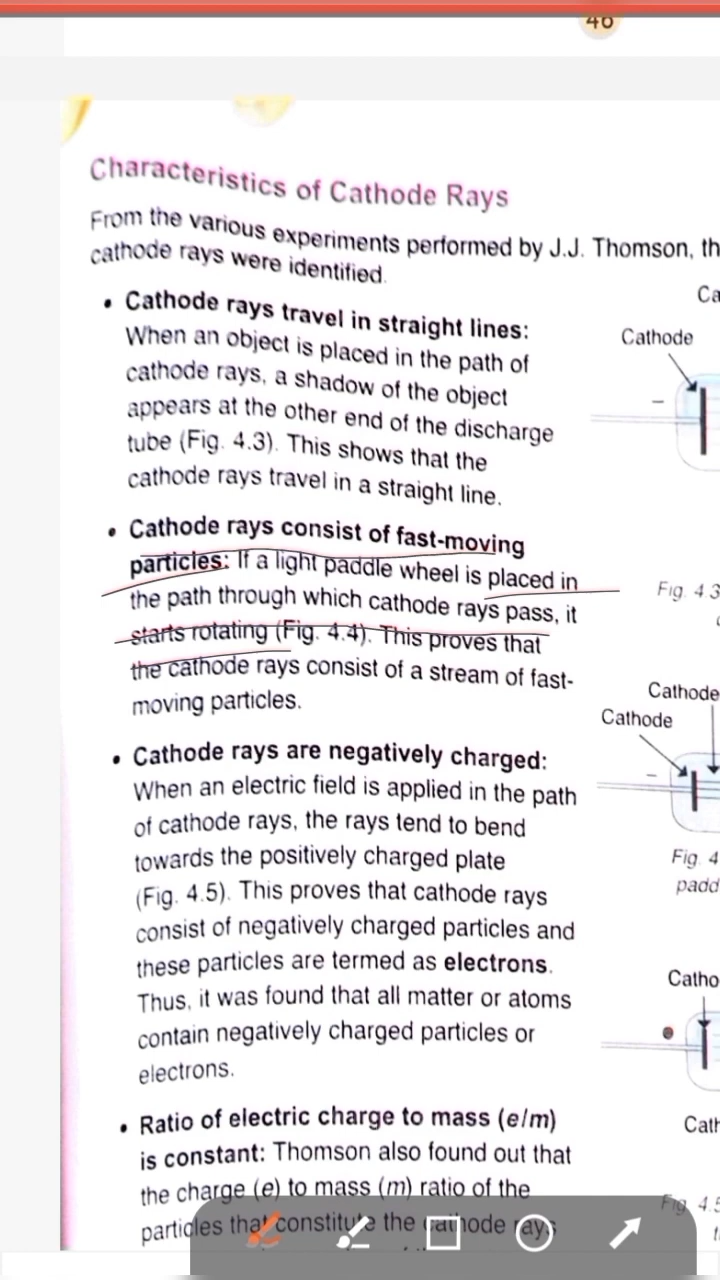 46
Characteristics of Cathode Rays
From the various experiments performed by J.J. Thomson, th
cathode rays were identified.
• Cathode rays travel in straight lines:
When an object is placed in the path of
cathode rays, a shadow of the object
appears at the other end of the discharge
tube (Fig. 4.3). This shows that the
cathode rays travel in a straight line.
• Cathode rays consist of fast-moving
particles: If a light paddle wheel is placed in
the path through which cathode rays pass, it
starts rotating (Fig. 4.4). This proves that
the cathode rays consist of a stream of fast-
moving particles.
• Cathode rays are negatively charged:
When an electric field is applied in the path
of cathode rays, the rays tend to bend
towards the positively charged plate
(Fig. 4.5). This proves that cathode rays
consist of negatively charged particles and
these particles are termed as electrons.
Thus, it was found that all matter or atoms
contain negatively charged particles or
electrons.
• Ratio of electric charge to mass (e/m)
is constant: Thomson also found out that
the charge (e) to mass (m) ratio of the
particles that constitute the cathode rays
Ca
Cathode
−
Fig. 4.3
Cathode
Cathode
−
Fig. 4
padd
Catho
Cath
Fig. 4.5
t